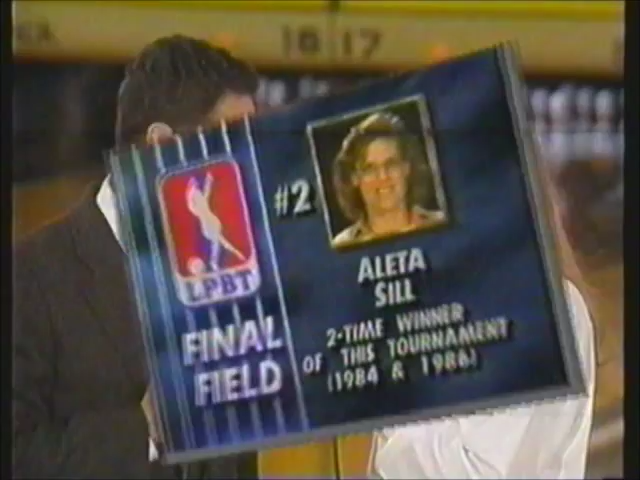 16 17
LPBT
FINAL
FIELD
#2
ALETA
SILL
2-TIME WINNER
OF THIS TOURNAMENT
(1984 & 1986)